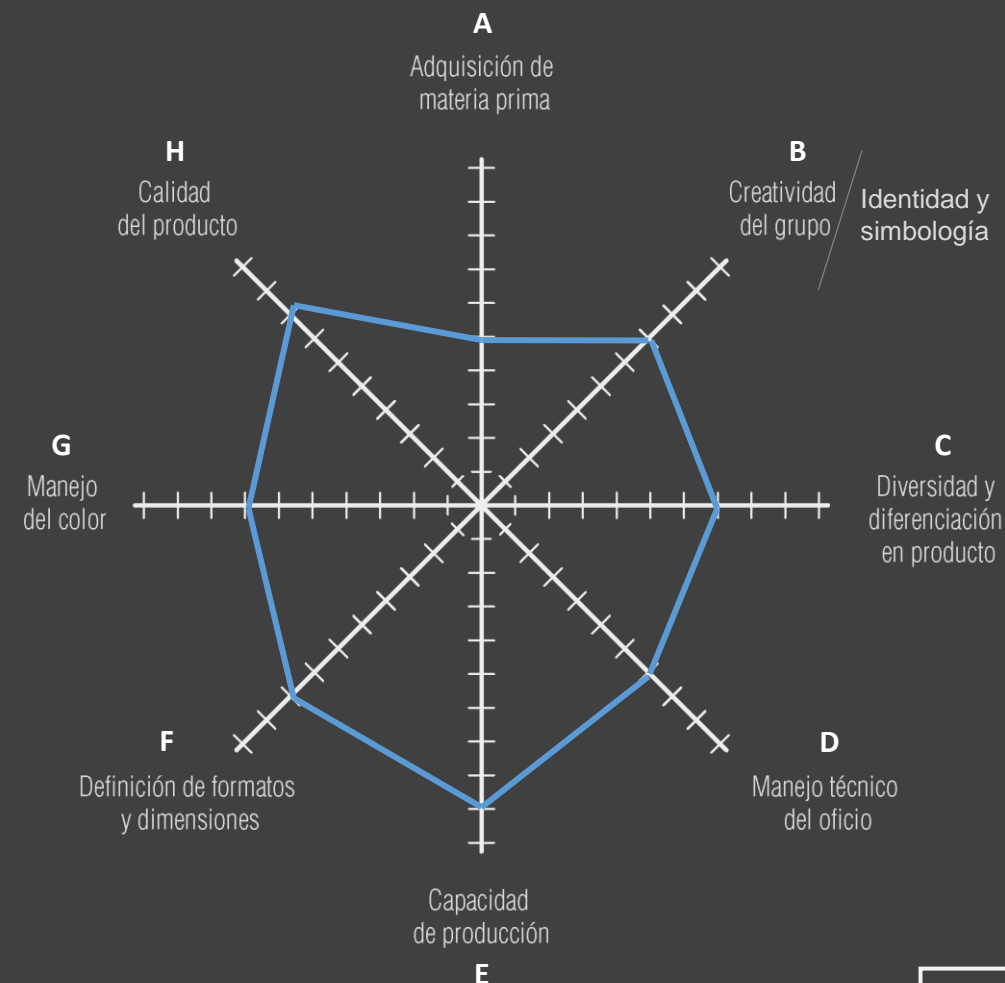 A
Adquisición de
materia prima
H
Calidad
del producto
B
Creatividad
del grupo
Identidad y
simbología
G
Manejo
del color
C
Diversidad y
diferenciación
en producto
F
Definición de formatos
y dimensiones
D
Manejo técnico
del oficio
Capacidad
de producción
E